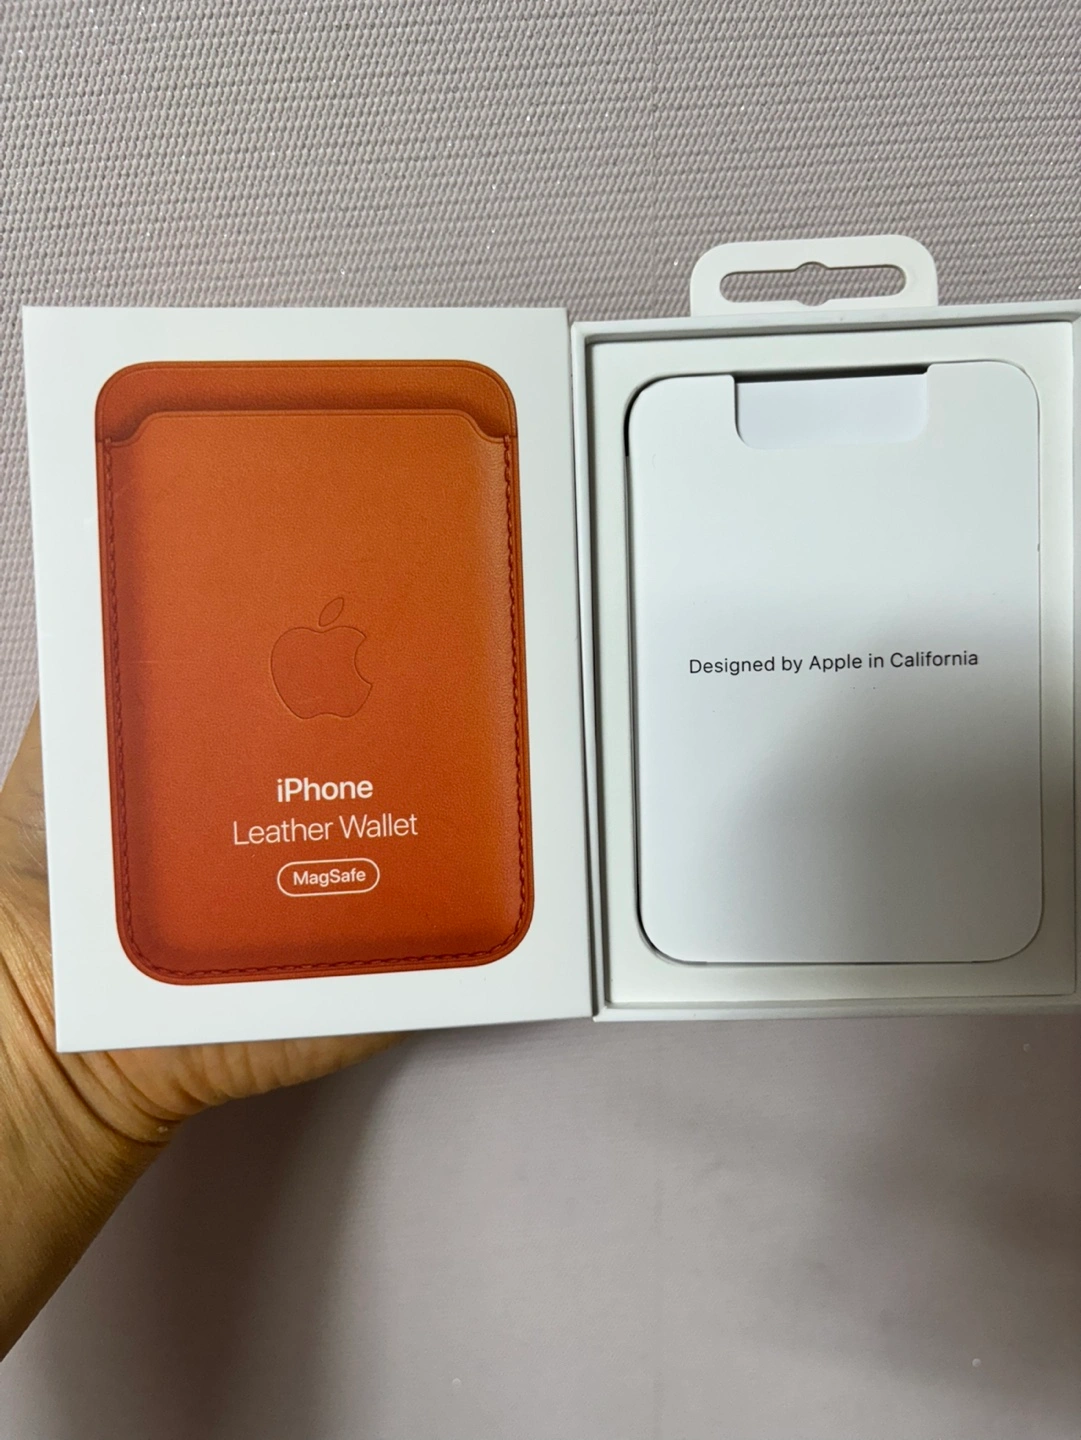 iPhone
Leather Wallet
MagSafe
Designed by Apple in California